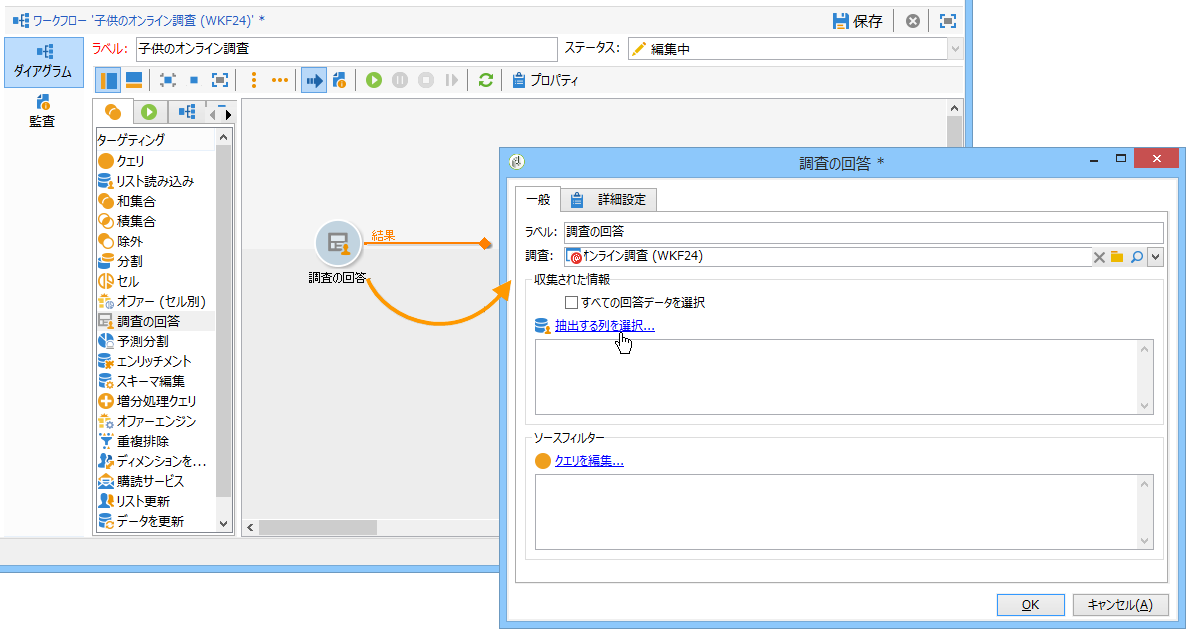 ワークフロー '子供のオンライン調査 (WKF24)' *
保存
ダイアグラム
監査
ラベル: 子供のオンライン調査
ステータス: 編集中
プロパティ
ターゲティング
クエリ
リスト読み込み
和集合
積集合
除外
分割
セル
オファー (セル別)
調査の回答
予測分割
エンリッチメント
スキーマ編集
増分処理クエリ
オファーエンジン
重複排除
ディメンションを...
購読サービス
リスト更新
データを更新
結果
調査の回答
調査の回答 *
一般
詳細設定
ラベル: 調査の回答
調査: オンライン調査 (WKF24)
収集された情報
すべての回答データを選択
抽出する列を選択...
ソースフィルター
クエリを編集...
OK
キャンセル(A)